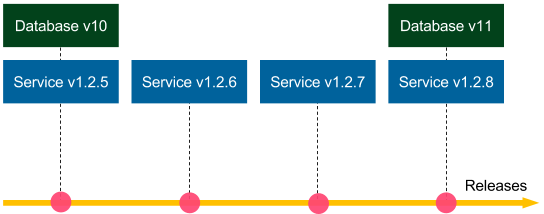 Database v10
Database v11
Service v1.2.5
Service v1.2.6
Service v1.2.7
Service v1.2.8
Releases